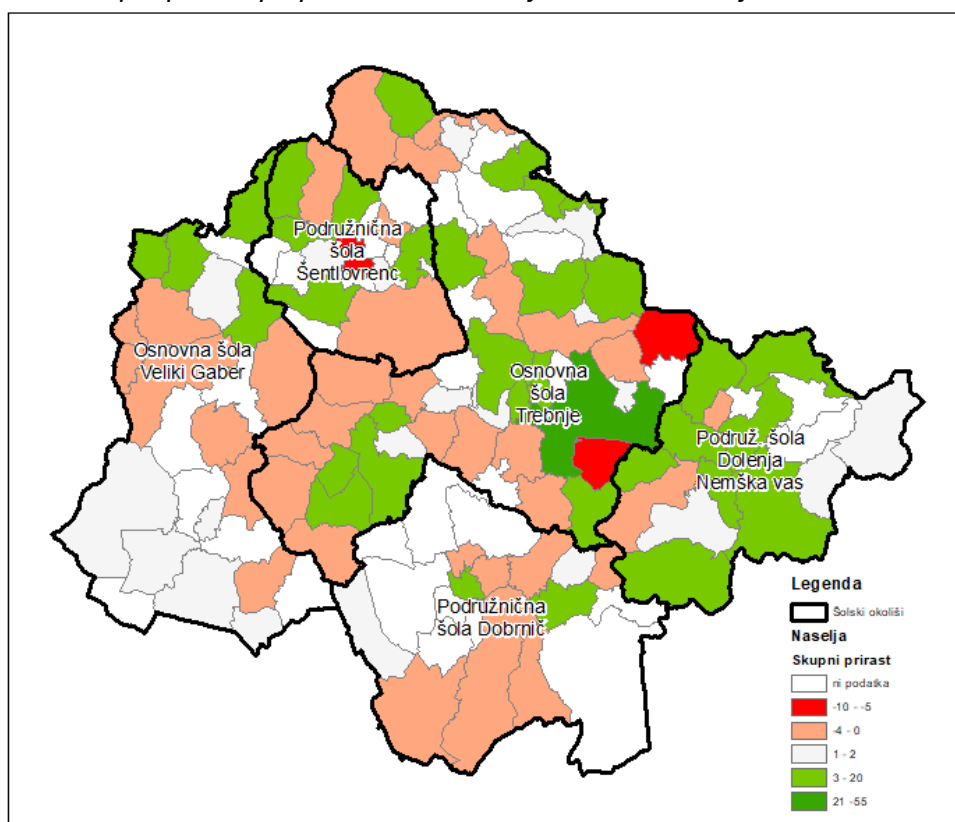 Podružnična
šola
Šentlovrenc
Osnovna šola
Veliki Gaber
Osnovna
šola
Trebnje
Podruž. šola
Dolenja
Nemška vas
Podružnična
šola Dobrnič
Legenda
Šolski okoliši
Naselja
Skupni prirast
ni podatka
-10 - -5
-4 - 0
1 - 2
3 - 20
21 -55